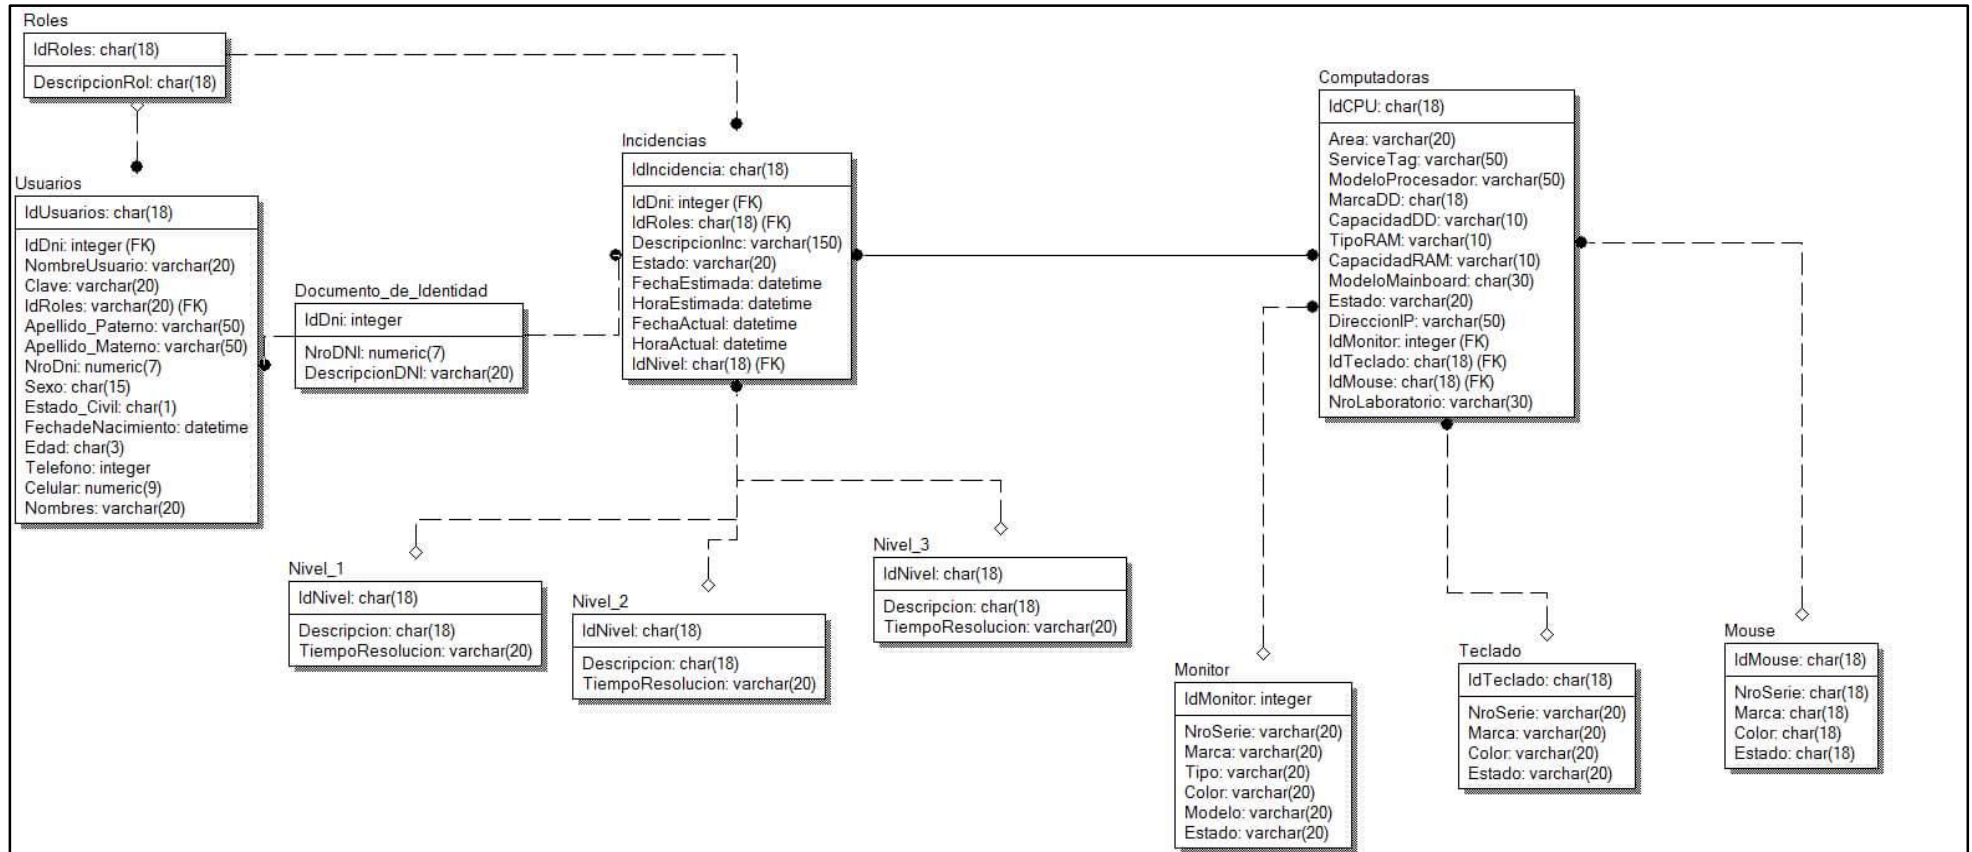 Roles
IdRoles: char(18)
DescripcionRol: char(18)
Usuarios
IdUsuarios: char(18)
IdDni: integer (FK)
NombreUsuario: varchar(20)
Clave: varchar(20)
IdRoles: varchar(20) (FK)
Apellido_Paterno: varchar(50)
Apellido_Materno: varchar(50)
NroDni: numeric(7)
Sexo: char(15)
Estado_Civil: char(1)
FechadeNacimiento: datetime
Edad: char(3)
Telefono: integer
Celular: numeric(9)
Nombres: varchar(20)
Documento_de_Identidad
IdDni: integer
NroDNI: numeric(7)
DescripcionDNI: varchar(20)
Incidencias
IdIncidencia: char(18)
IdDni: integer (FK)
IdRoles: char(18) (FK)
DescripcionInc: varchar(150)
Estado: varchar(20)
FechaEstimada: datetime
HoraEstimada: datetime
FechaActual: datetime
HoraActual: datetime
IdNivel: char(18) (FK)
Nivel_1
IdNivel: char(18)
Descripcion: char(18)
TiempoResolucion: varchar(20)
Nivel_2
IdNivel: char(18)
Descripcion: char(18)
TiempoResolucion: varchar(20)
Nivel_3
IdNivel: char(18)
Descripcion: char(18)
TiempoResolucion: varchar(20)
Computadoras
IdCPU: char(18)
Area: varchar(20)
ServiceTag: varchar(50)
ModeloProcesador: varchar(50)
MarcaDD: char(18)
CapacidadDD: varchar(10)
TipoRAM: varchar(10)
CapacidadRAM: varchar(10)
ModeloMainboard: char(30)
Estado: varchar(20)
DireccionIP: varchar(50)
IdMonitor: integer (FK)
IdTeclado: char(18) (FK)
IdMouse: char(18) (FK)
NroLaboratorio: varchar(30)
Monitor
IdMonitor: integer
NroSerie: varchar(20)
Marca: varchar(20)
Tipo: varchar(20)
Color: varchar(20)
Modelo: varchar(20)
Estado: varchar(20)
Teclado
IdTeclado: char(18)
NroSerie: varchar(20)
Marca: varchar(20)
Color: varchar(20)
Estado: varchar(20)
Mouse
IdMouse: char(18)
NroSerie: char(18)
Marca: char(18)
Color: char(18)
Estado: char(18)